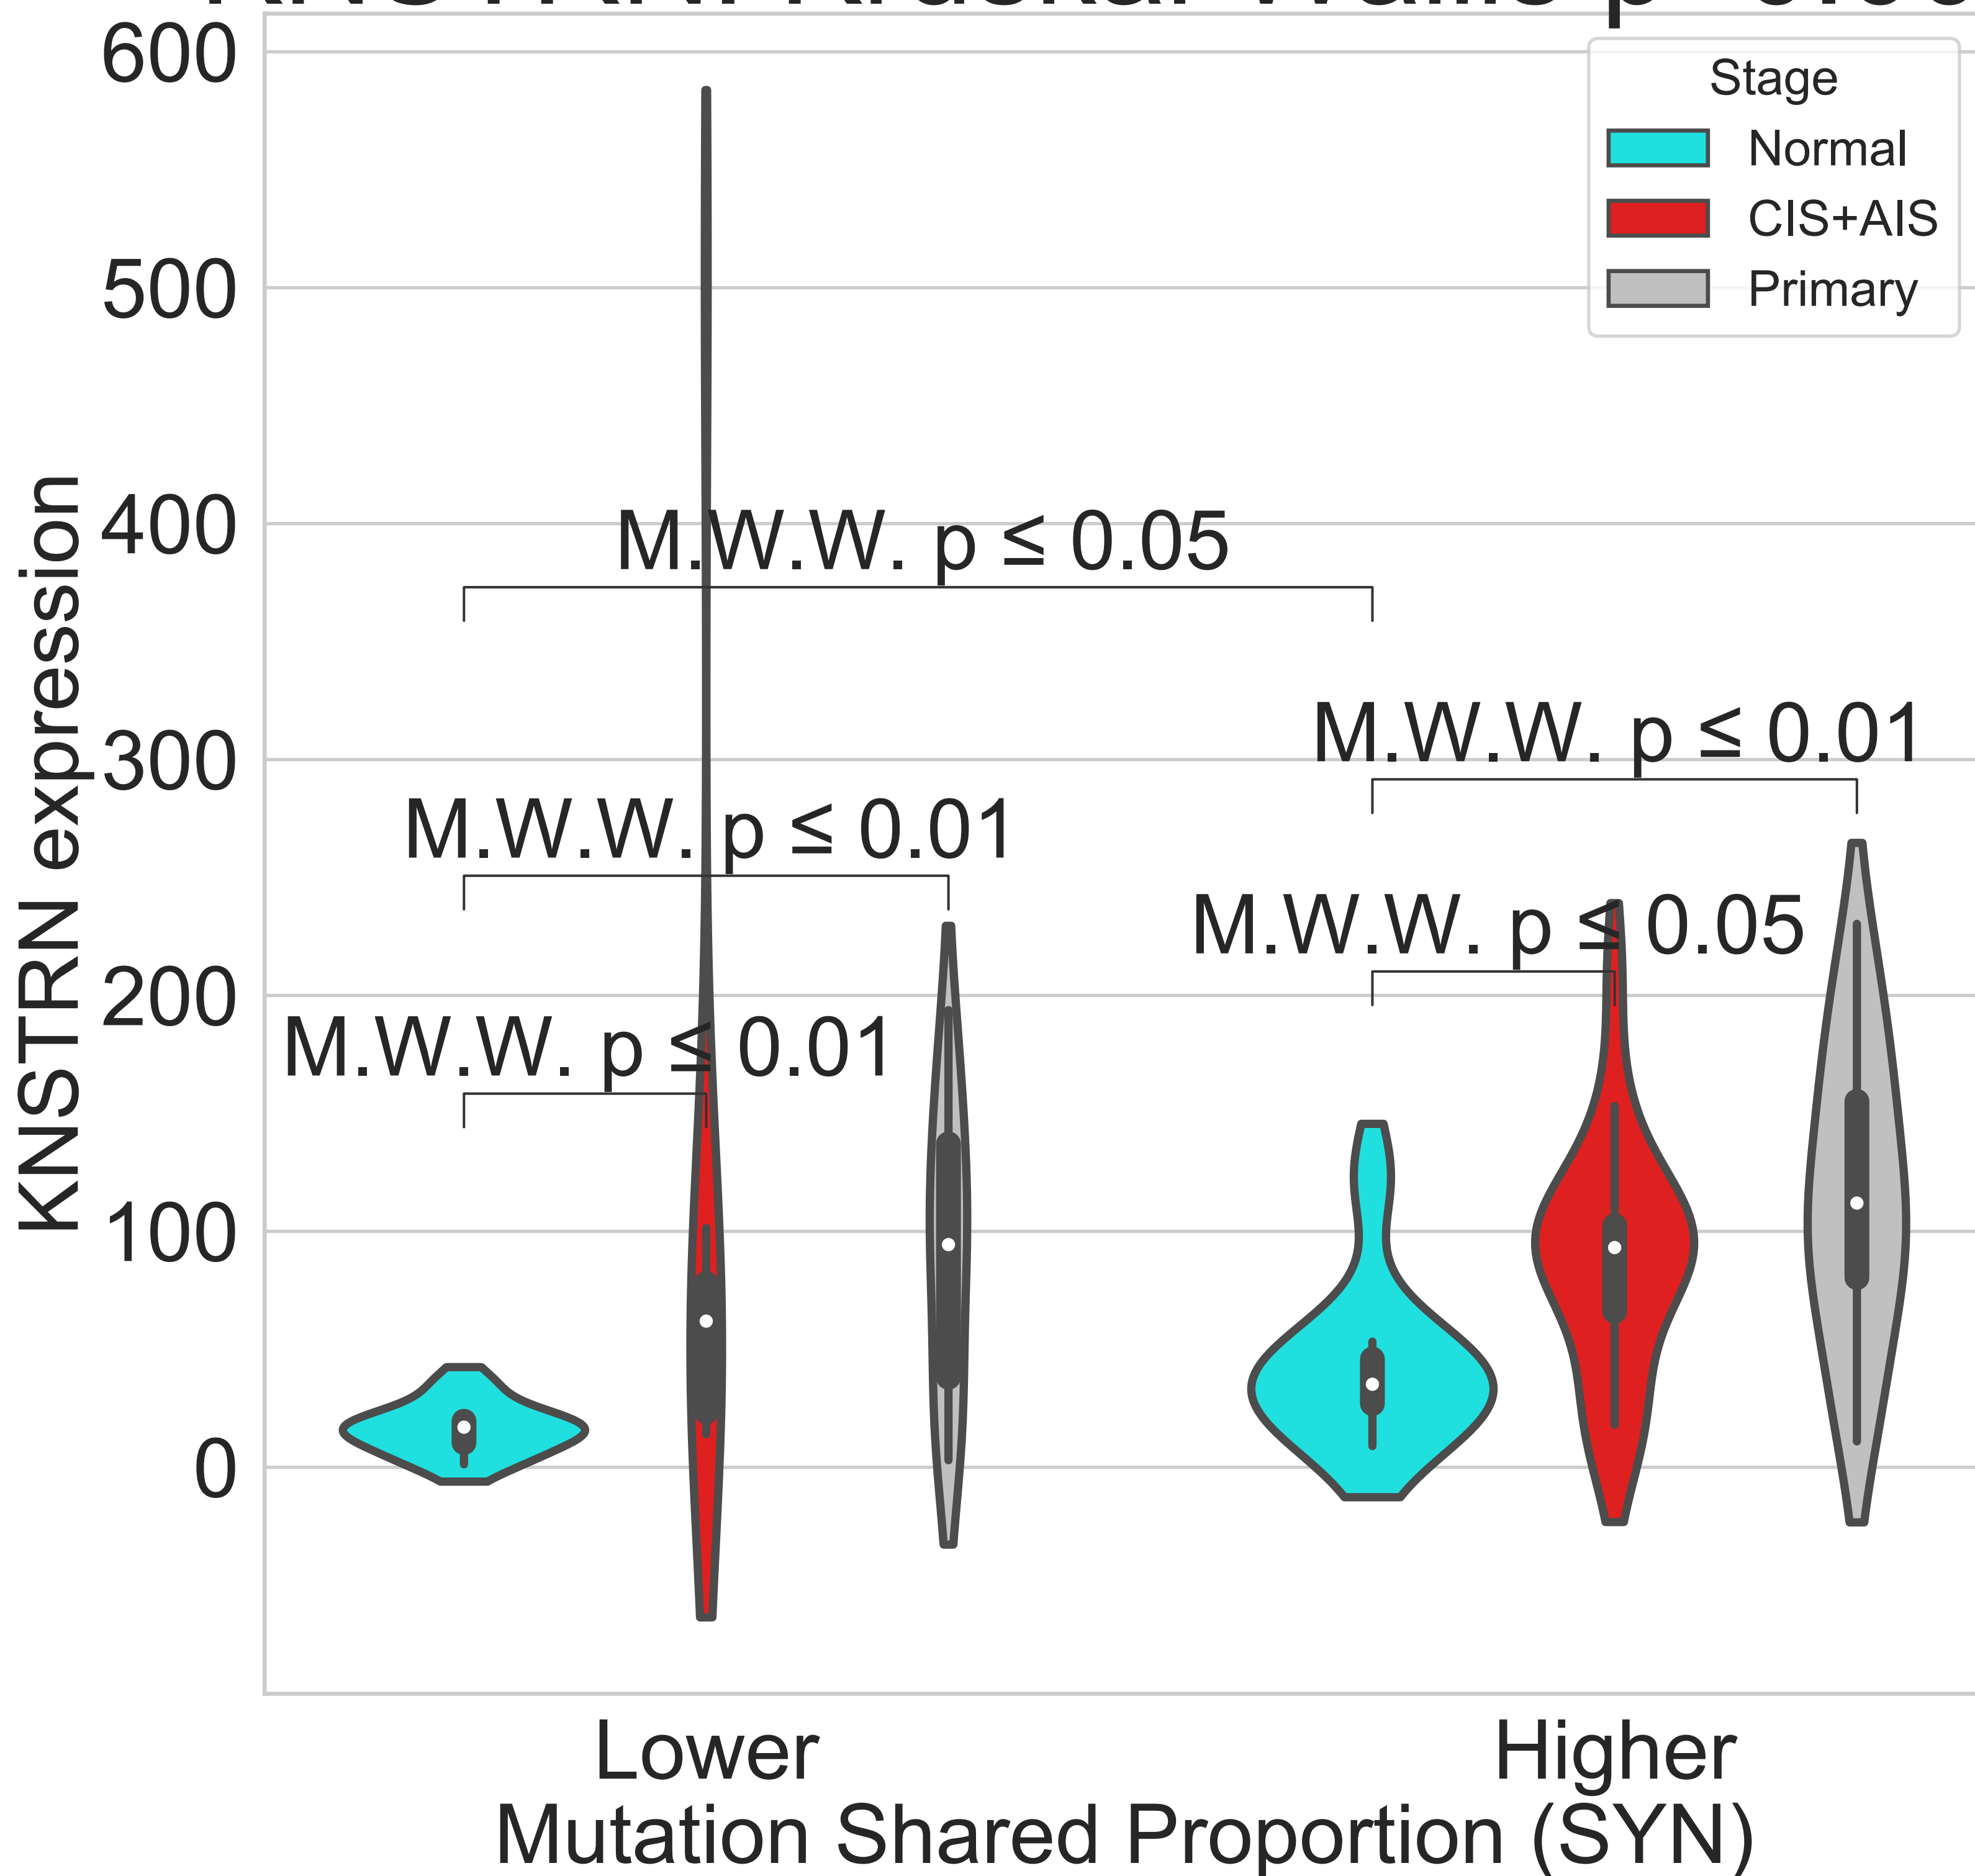 600
500
400
300
200
100
0
KNSTRN expression
Stage
Normal
CIS+AIS
Primary
M.W.W. p ≤ 0.05
M.W.W. p ≤ 0.01
M.W.W. p ≤ 0.01
M.W.W. p ≤ 0.05
M.W.W. p ≤ 0.01
Lower
Higher
Mutation Shared Proportion (SYN)